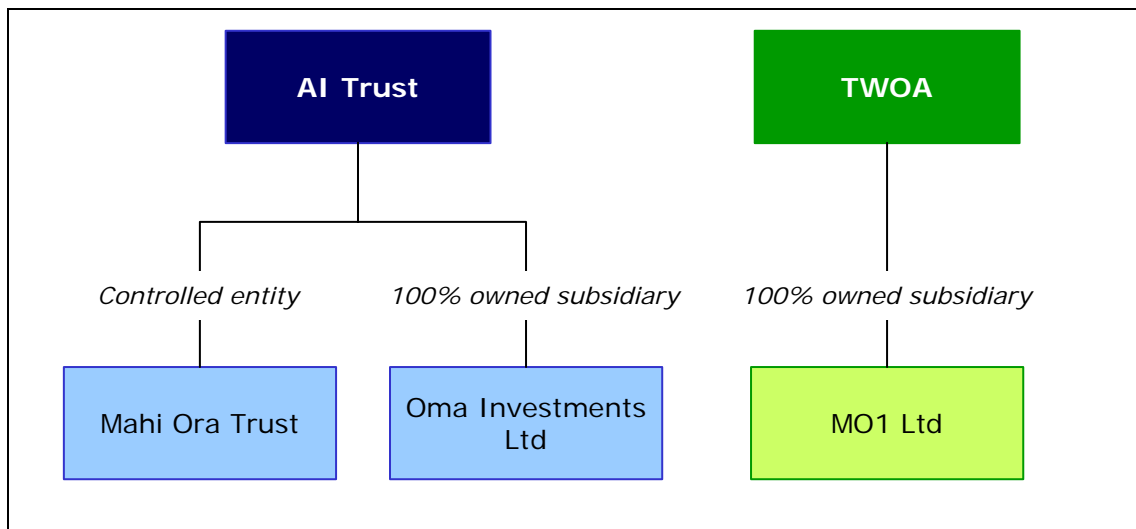 AI Trust
TWOA
Controlled entity
100% owned subsidiary
100% owned subsidiary
Mahi Ora Trust
Oma Investments
Ltd
MO1 Ltd